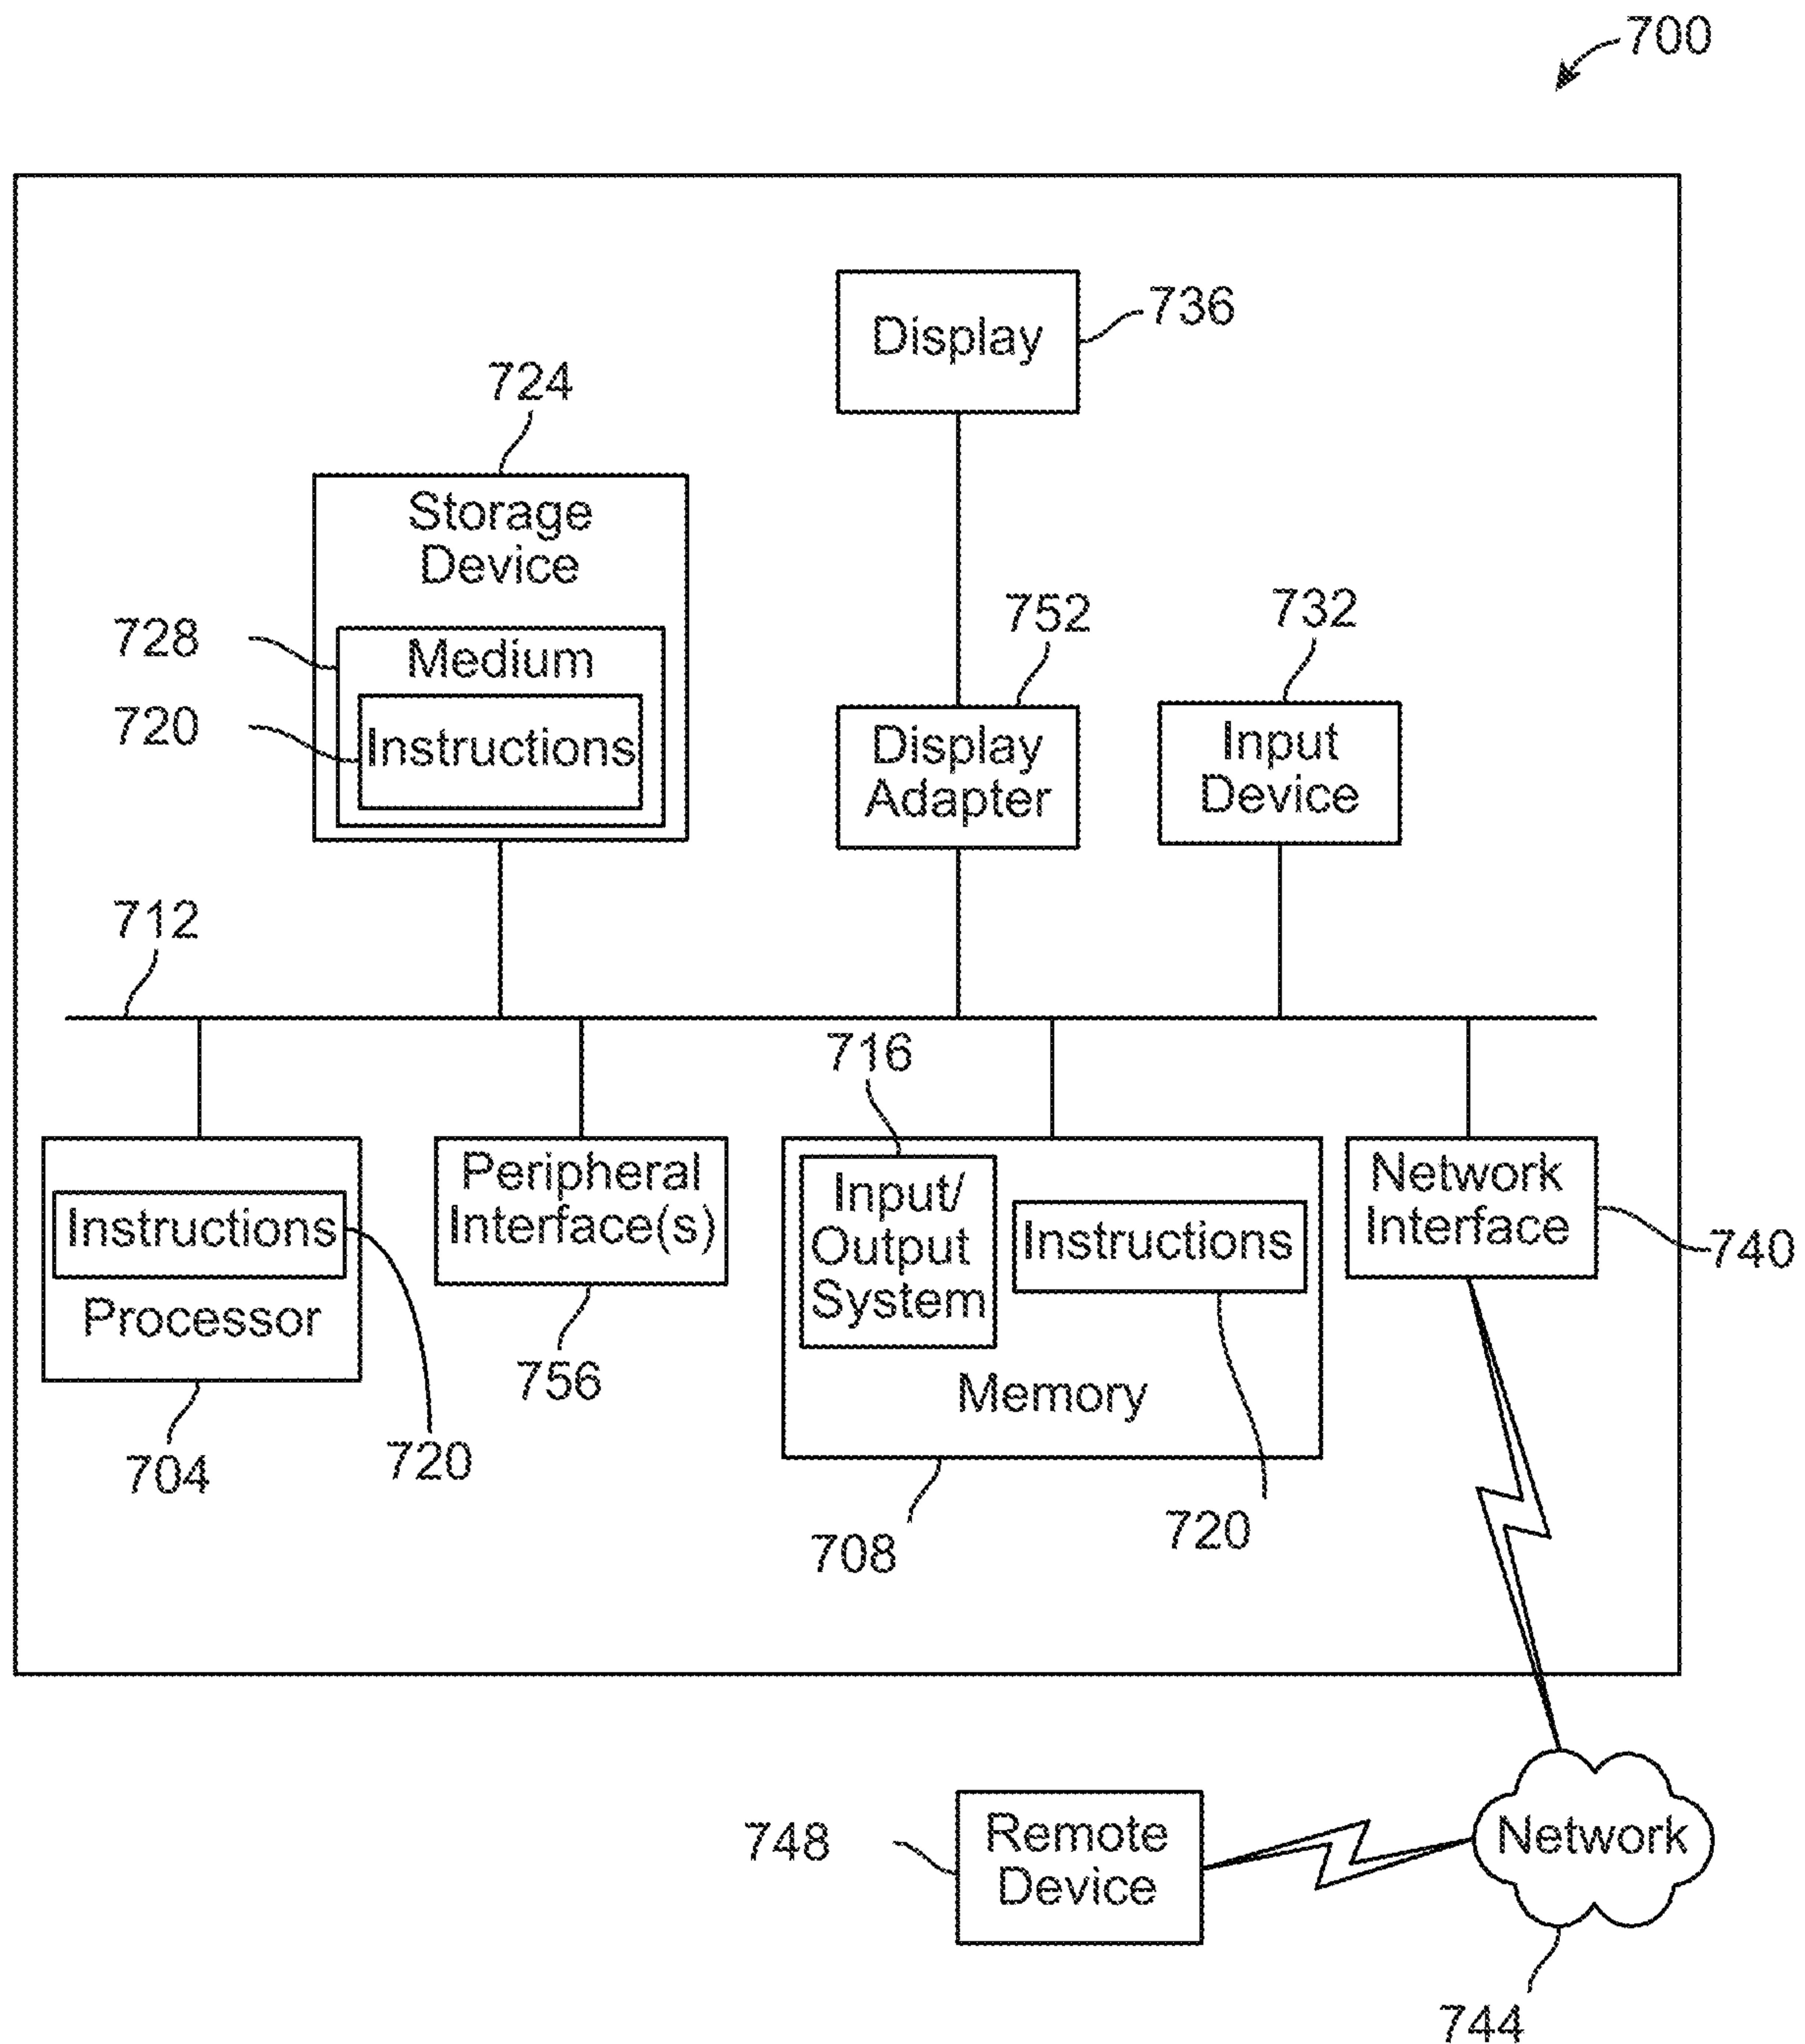 700
736
Display
724
Storage
Device
752
732
728
Medium
720
Instructions
Display
Adapter
Input
Device
712
716
Instructions
Processor
Peripheral
Interface(s)
Input/
Output
System
Instructions
Memory
Network
Interface
740
756
704
720
708
720
748
Remote
Device
Network
744